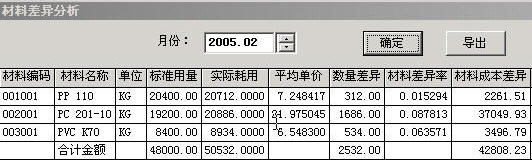 材料差异分析
月份: 2005.02 确定 导出
材料编码 材料名称 单位 标准用量 实际耗用 平均单价 数量差异 材料差异率 材料成本差异
001001 PP 110 KG 20400.00 20712.0000 7.248417 312.00 0.015294 2261.51
002001 PC 201-10 KG 19200.00 20886.0000 21.975045 1686.00 0.087813 37049.93
003001 PVC K70 KG 8400.00 8934.0000 6.548300 534.00 0.063571 3496.79
合计金额 48000.00 50532.0000 2532.00 42808.23